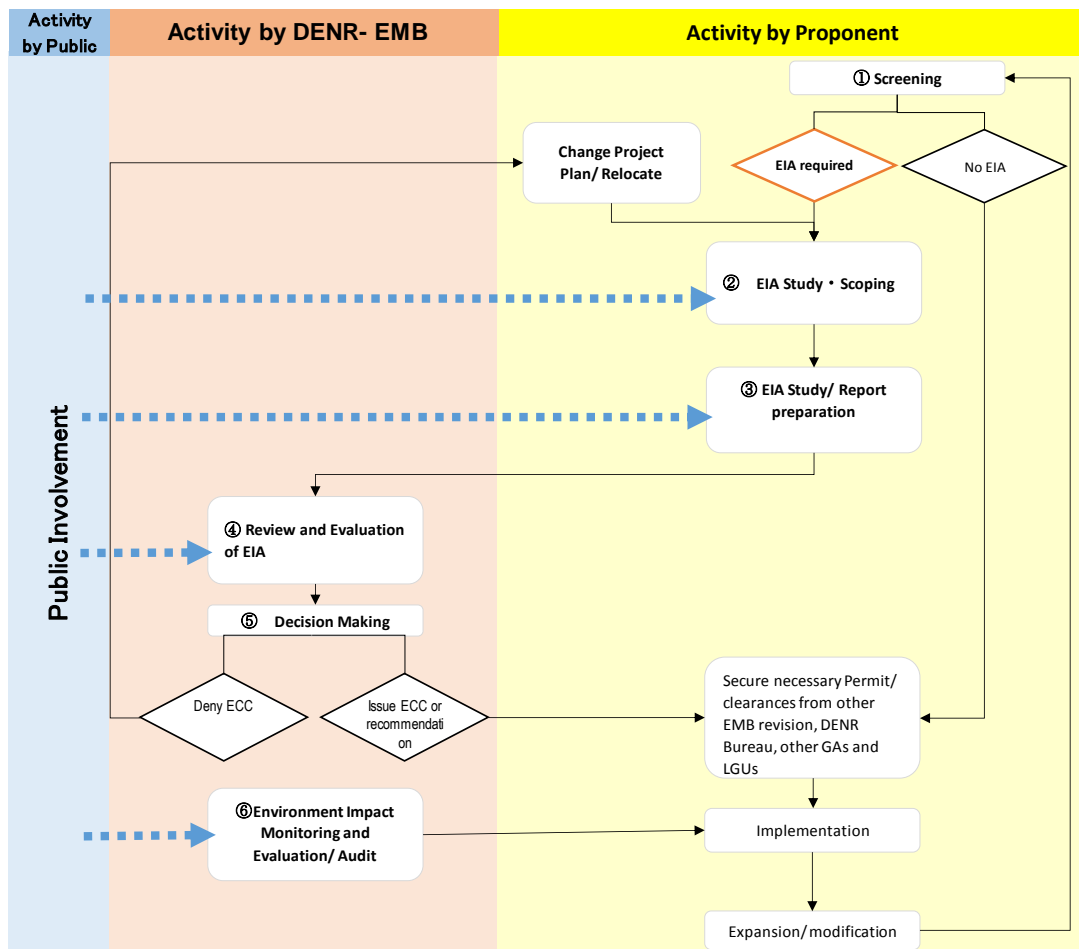 Activity
by Public
Activity by DENR- EMB
Activity by Proponent
① Screening
Change Project
Plan/ Relocate
EIA required
No EIA
② EIA Study・Scoping
③ EIA Study/ Report
preparation
Public Involvement
④ Review and Evaluation
of EIA
⑤ Decision Making
Deny ECC
Issue ECC or
recommendati
on
Secure necessary Permit/
clearances from other
EMB revision, DENR
Bureau, other GAs and
LGUs
⑥Environment Impact
Monitoring and
Evaluation/ Audit
Implementation
Expansion/ modification